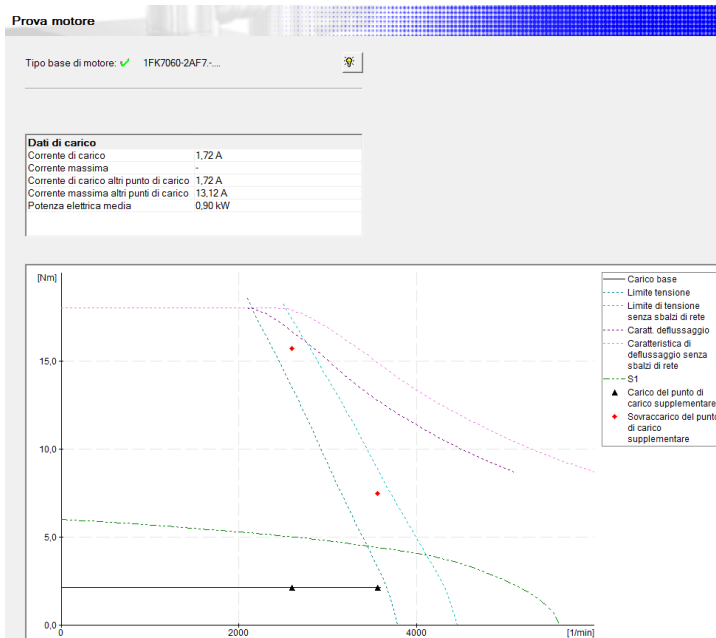 Prova motore
Tipo base di motore: 1FK7060-2AF7.-....
Dati di carico
Corrente di carico 1,72 A
Corrente massima -
Corrente di carico altri punto di carico 1,72 A
Corrente massima altri punti di carico 13,12 A
Potenza elettrica media 0,90 kW
[Nm]
15,0
10,0
5,0
0,0
0 2000 4000 [1/min]
Carico base
Limite tensione
Limite di tensione
senza sbalzi di rete
Caratt. deflussaggio
Caratteristica di
deflussaggio senza
sbalzi di rete
S1
Carico del punto di
carico supplementare
Sovraccarico del punto
di carico
supplementare